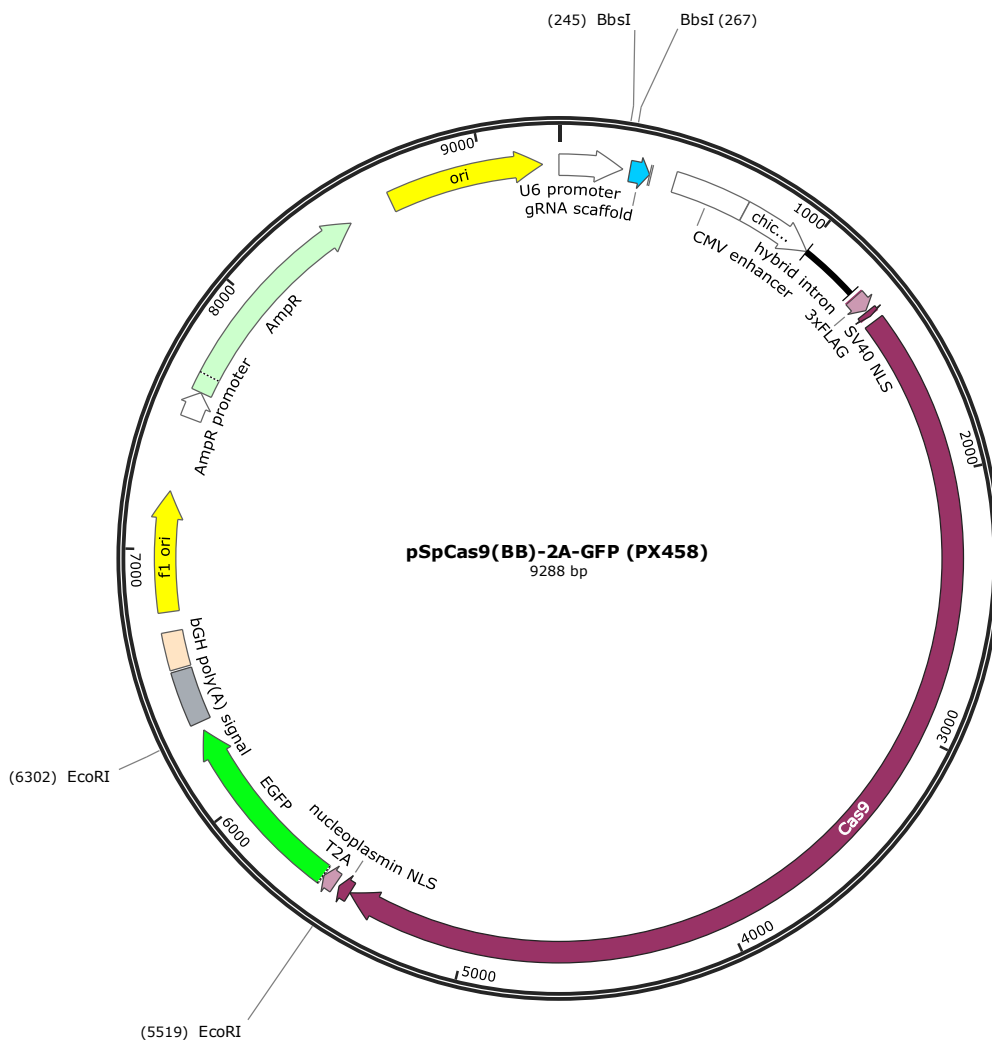 (245) BbsI
BbsI (267)
9000
ori
U6 promoter
gRNA scaffold
CMV enhancer
chic...
1000
hybrid intron
3xFLAG
SV40 NLS
8000
AmpR
AmpR promoter
2000
pSpCas9(BB)-2A-GFP (PX458)
9288 bp
7000
f1 ori
bGH poly(A) signal
3000
(6302) EcoRI
EGFP
6000
nucleoplasmin NLS
T2A
Cas9
4000
5000
(5519) EcoRI